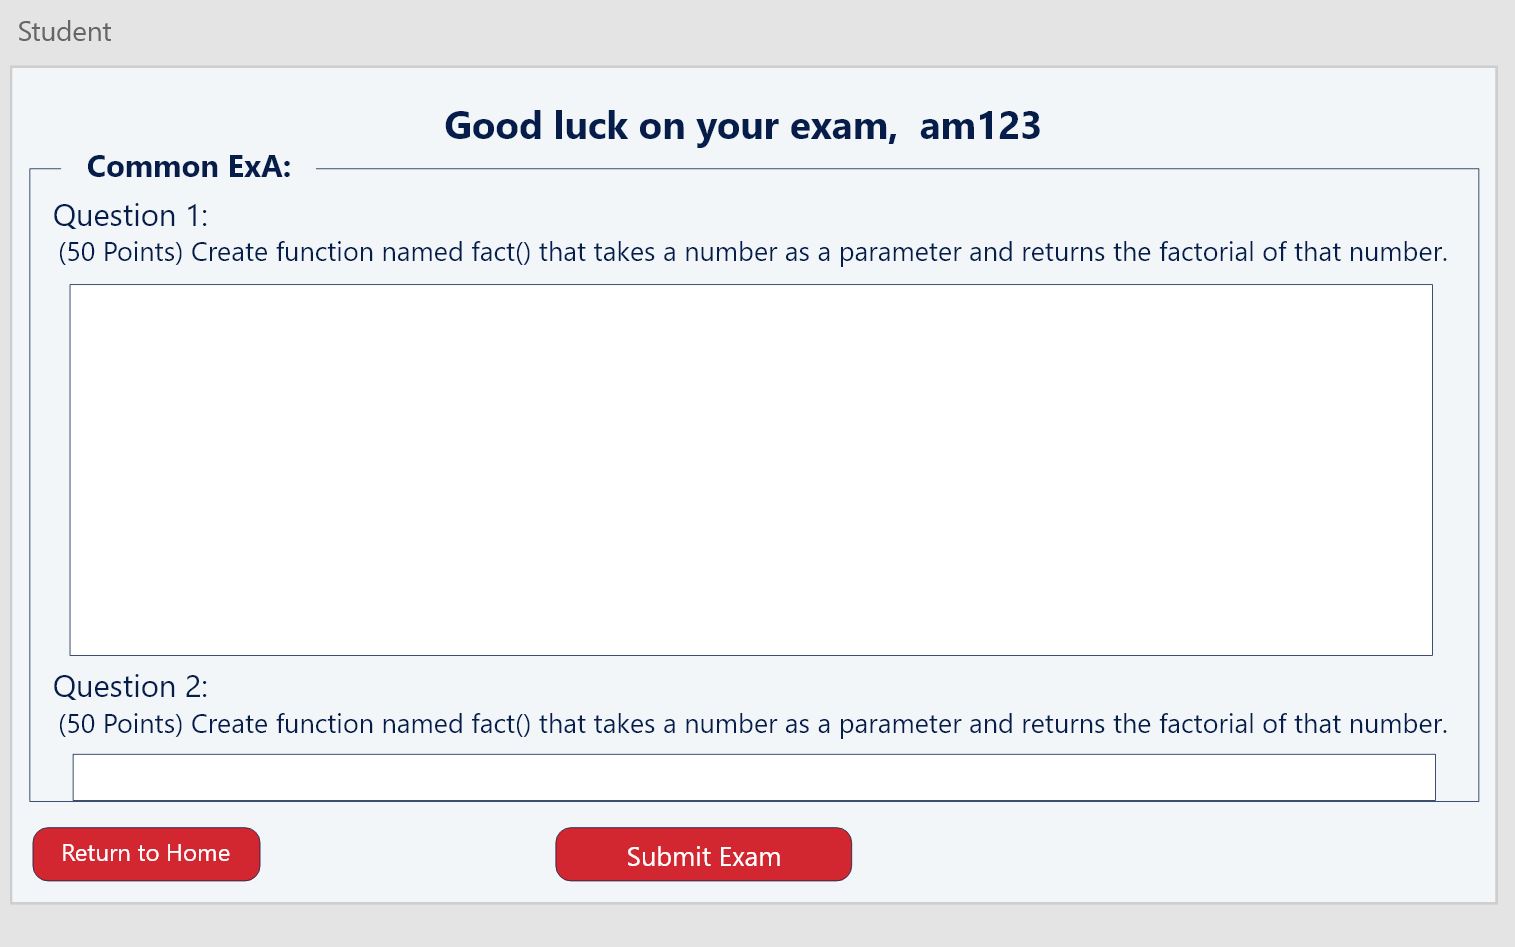 Student
Good luck on your exam,  am123
Common ExA:
Question 1:
(50 Points) Create function named fact() that takes a number as a parameter and returns the factorial of that number.
Question 2:
(50 Points) Create function named fact() that takes a number as a parameter and returns the factorial of that number.
Return to Home
Submit Exam